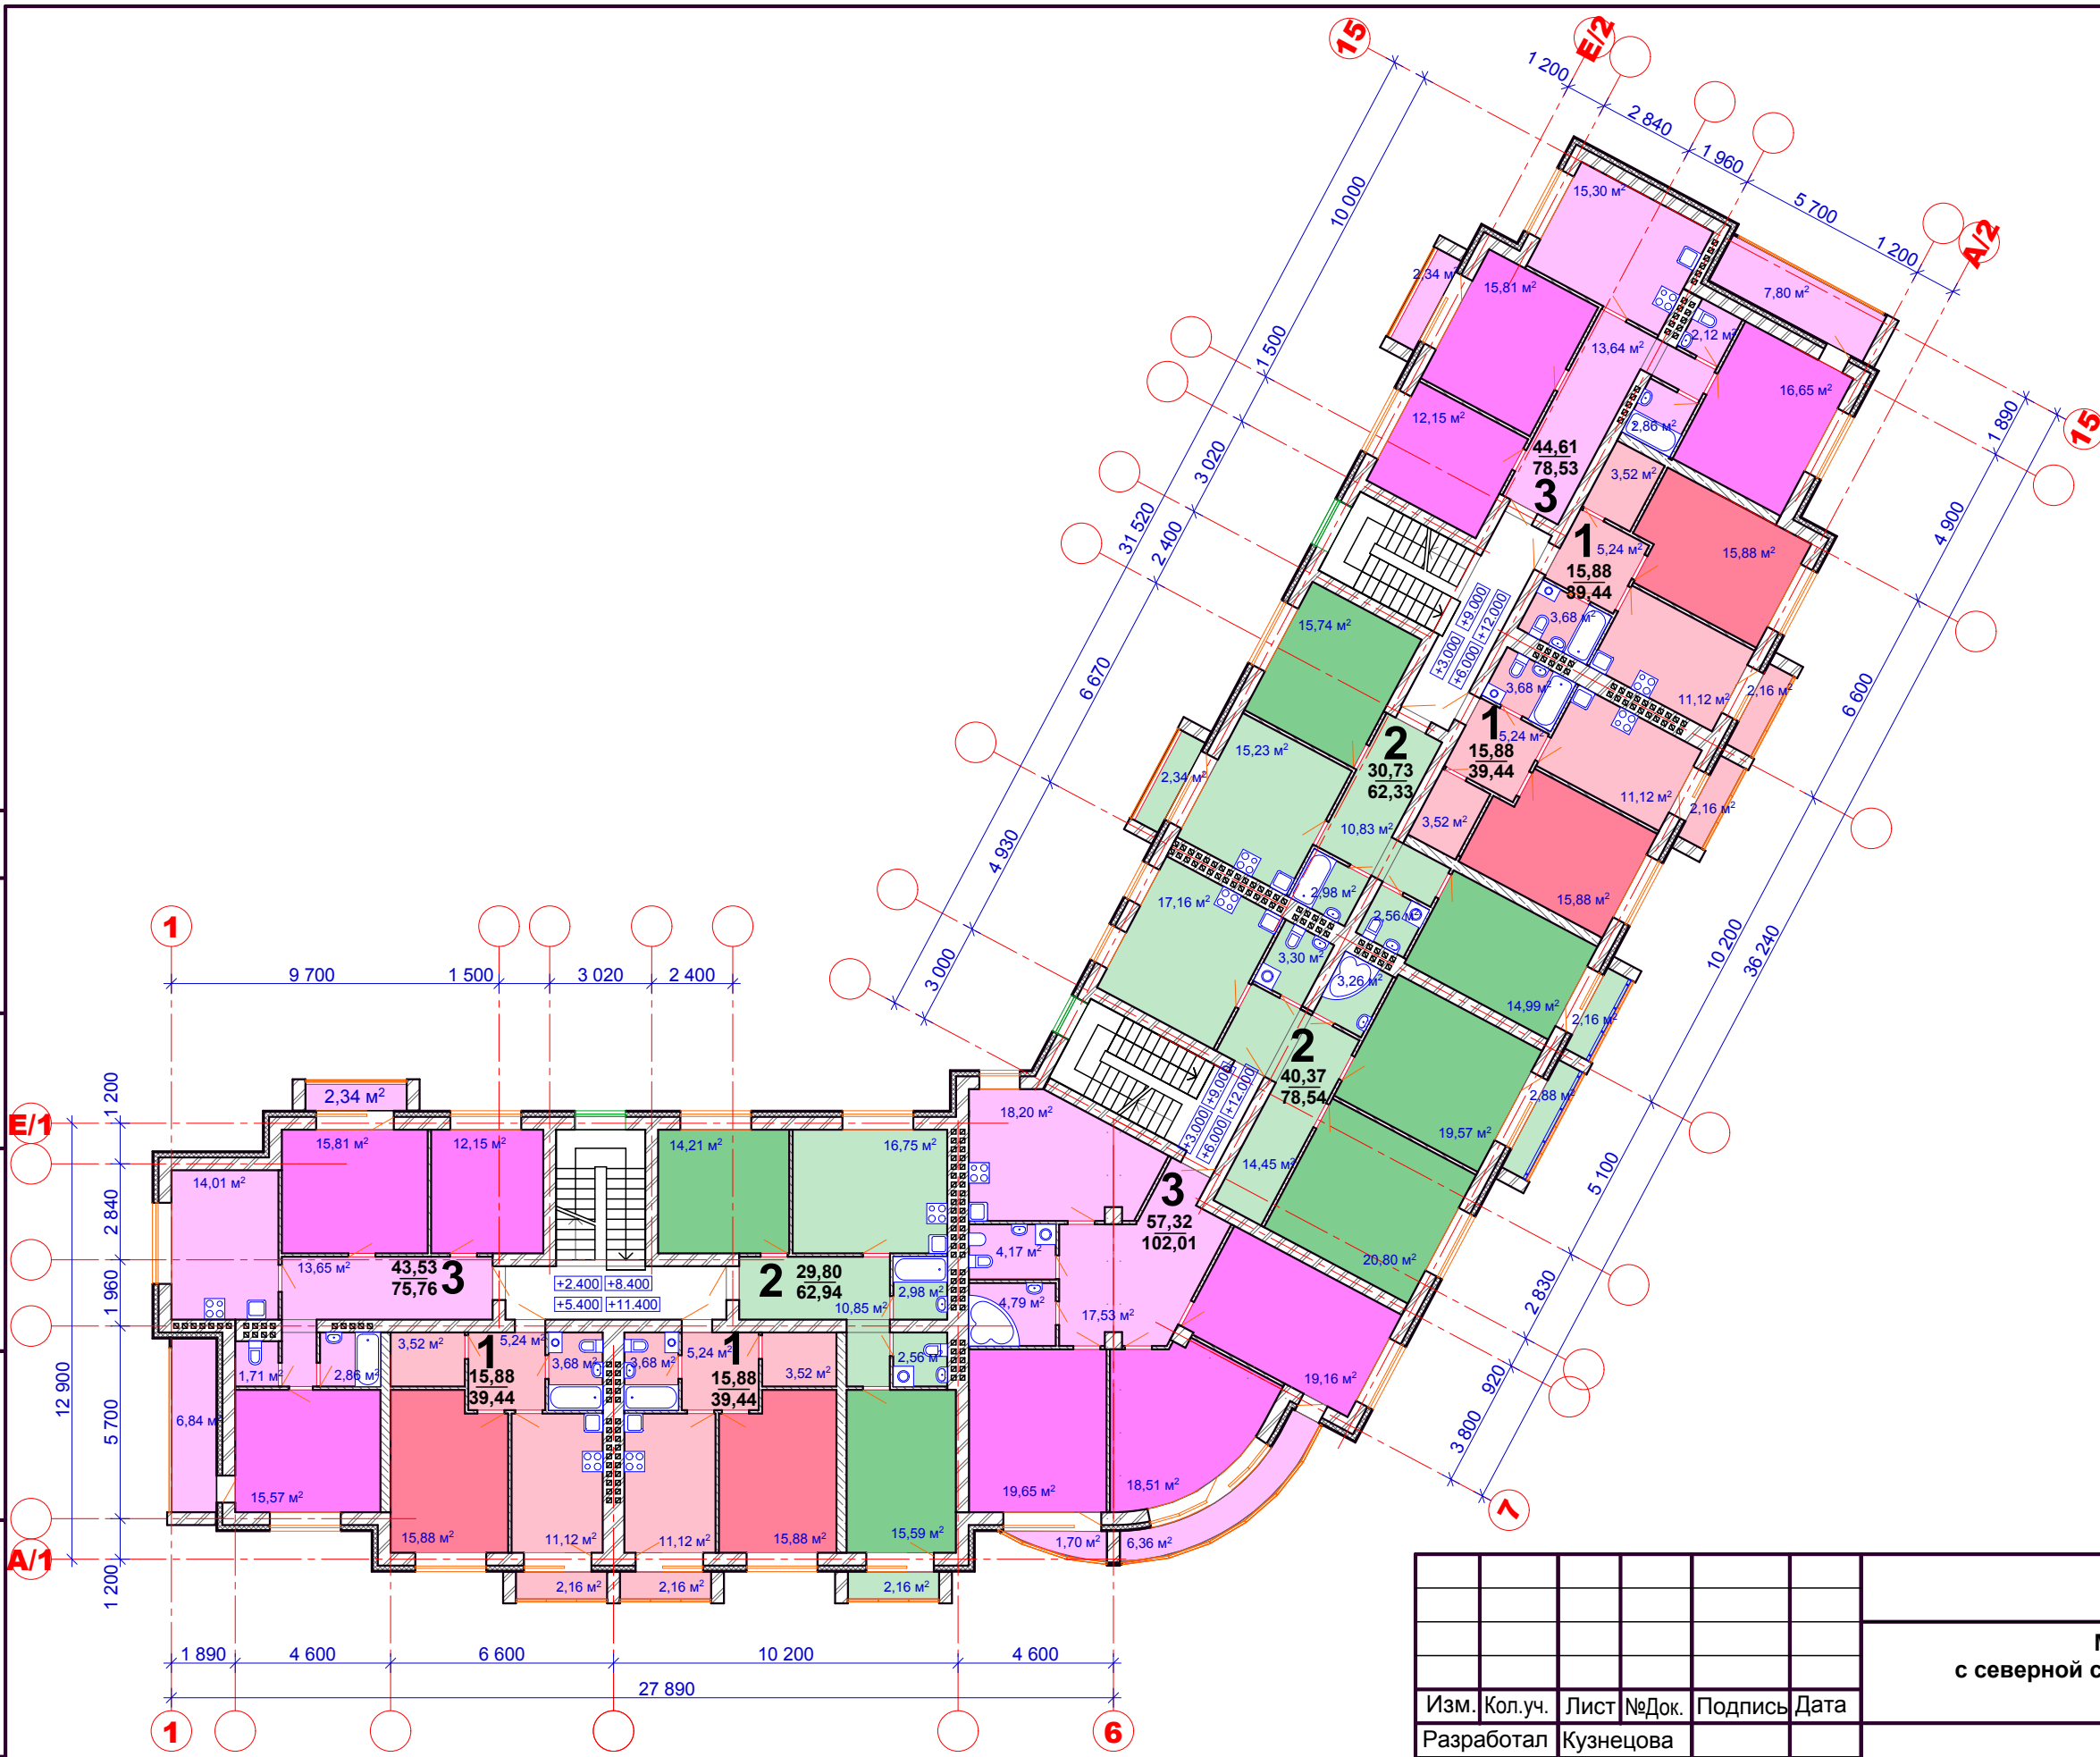 15
Е/2
1 200
2 840
1 960
5 700
1 200
А/2
15
10 000
1 500
3 020
31 520
2 400
6 670
4 930
3 000
15,30 м²
2,34 м²
15,81 м²
7,80 м²
2,12 м²
13,64 м²
16,65 м²
12,15 м²
2,86 м²
44,61
78,53
3
3,52 м²
1
5,24 м²
15,88 м²
15,88
39,44
3,68 м²
+3.000
+9.000
+6.000
+12.000
15,74 м²
3,68 м²
11,12 м²
2,16 м²
1
5,24 м²
15,88
39,44
2
30,73
62,33
15,23 м²
2,34 м²
11,12 м²
2,16 м²
10,83 м²
3,52 м²
15,88 м²
17,16 м²
2,98 м²
2,56 м²
3,30 м²
3,26 м²
14,99 м²
2,16 м²
2
40,37
78,54
2,88 м²
19,57 м²
14,45 м²
20,80 м²
+3.000
+9.000
+6.000
+12.000
1 890
4 900
6 600
10 200
36 240
5 100
2 830
920
3 800
7
1
9 700
1 500
3 020
2 400
Е/1
1 200
2 840
1 960
12 900
5 700
1 200
А/1
2,34 м²
15,81 м²
12,15 м²
14,21 м²
16,75 м²
18,20 м²
14,01 м²
13,65 м²
43,53
75,76
3
+2.400
+8.400
+5.400
+11.400
2
29,80
62,94
10,85 м²
2,98 м²
4,17 м²
4,79 м²
3
57,32
102,01
17,53 м²
19,16 м²
1,71 м²
2,86 м²
3,52 м²
1
5,24 м²
15,88
39,44
3,68 м²
3,68 м²
5,24 м²
1
15,88
39,44
3,52 м²
2,56 м²
6,84 м²
15,57 м²
15,88 м²
11,12 м²
11,12 м²
15,88 м²
15,59 м²
19,65 м²
18,51 м²
1,70 м²
6,36 м²
2,16 м²
2,16 м²
2,16 м²
1 890
4 600
6 600
10 200
4 600
27 890
1
6
с северной
Изм.
Кол.уч.
Лист
№Док.
Подпись
Дата
Разработал
Кузнецова